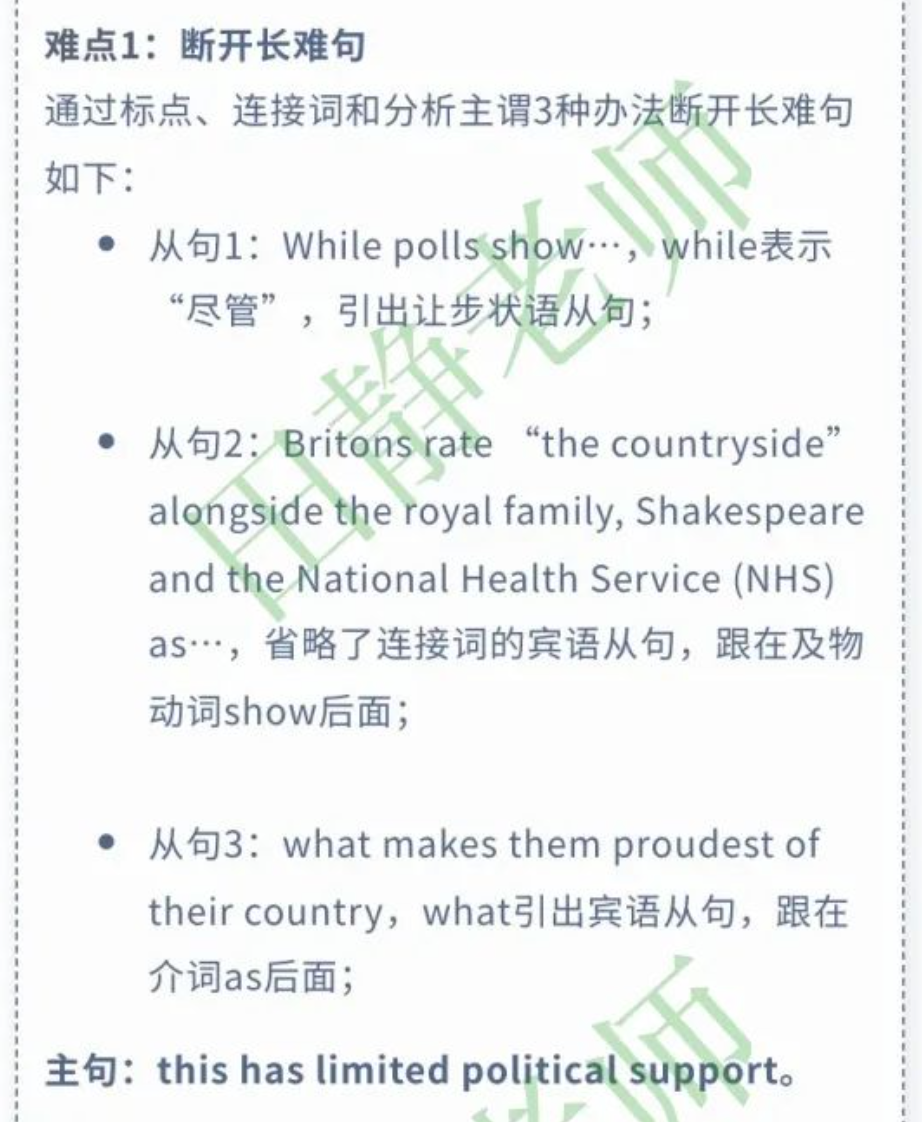 难点1：断开长难句
通过标点、连接词和分析主谓3种办法断开长难句
如下：
从句1：While polls show…，while表示
“尽管”，引出让步状语从句；
从句2：Britons rate “the countryside”
alongside the royal family, Shakespeare
and the National Health Service (NHS)
as…，省略了连接词的宾语从句，跟在及物
动词show后面；
从句3：what makes them proudest of
their country，what引出宾语从句，跟在
介词as后面；
主句：this has limited political support。
田静老师
老师